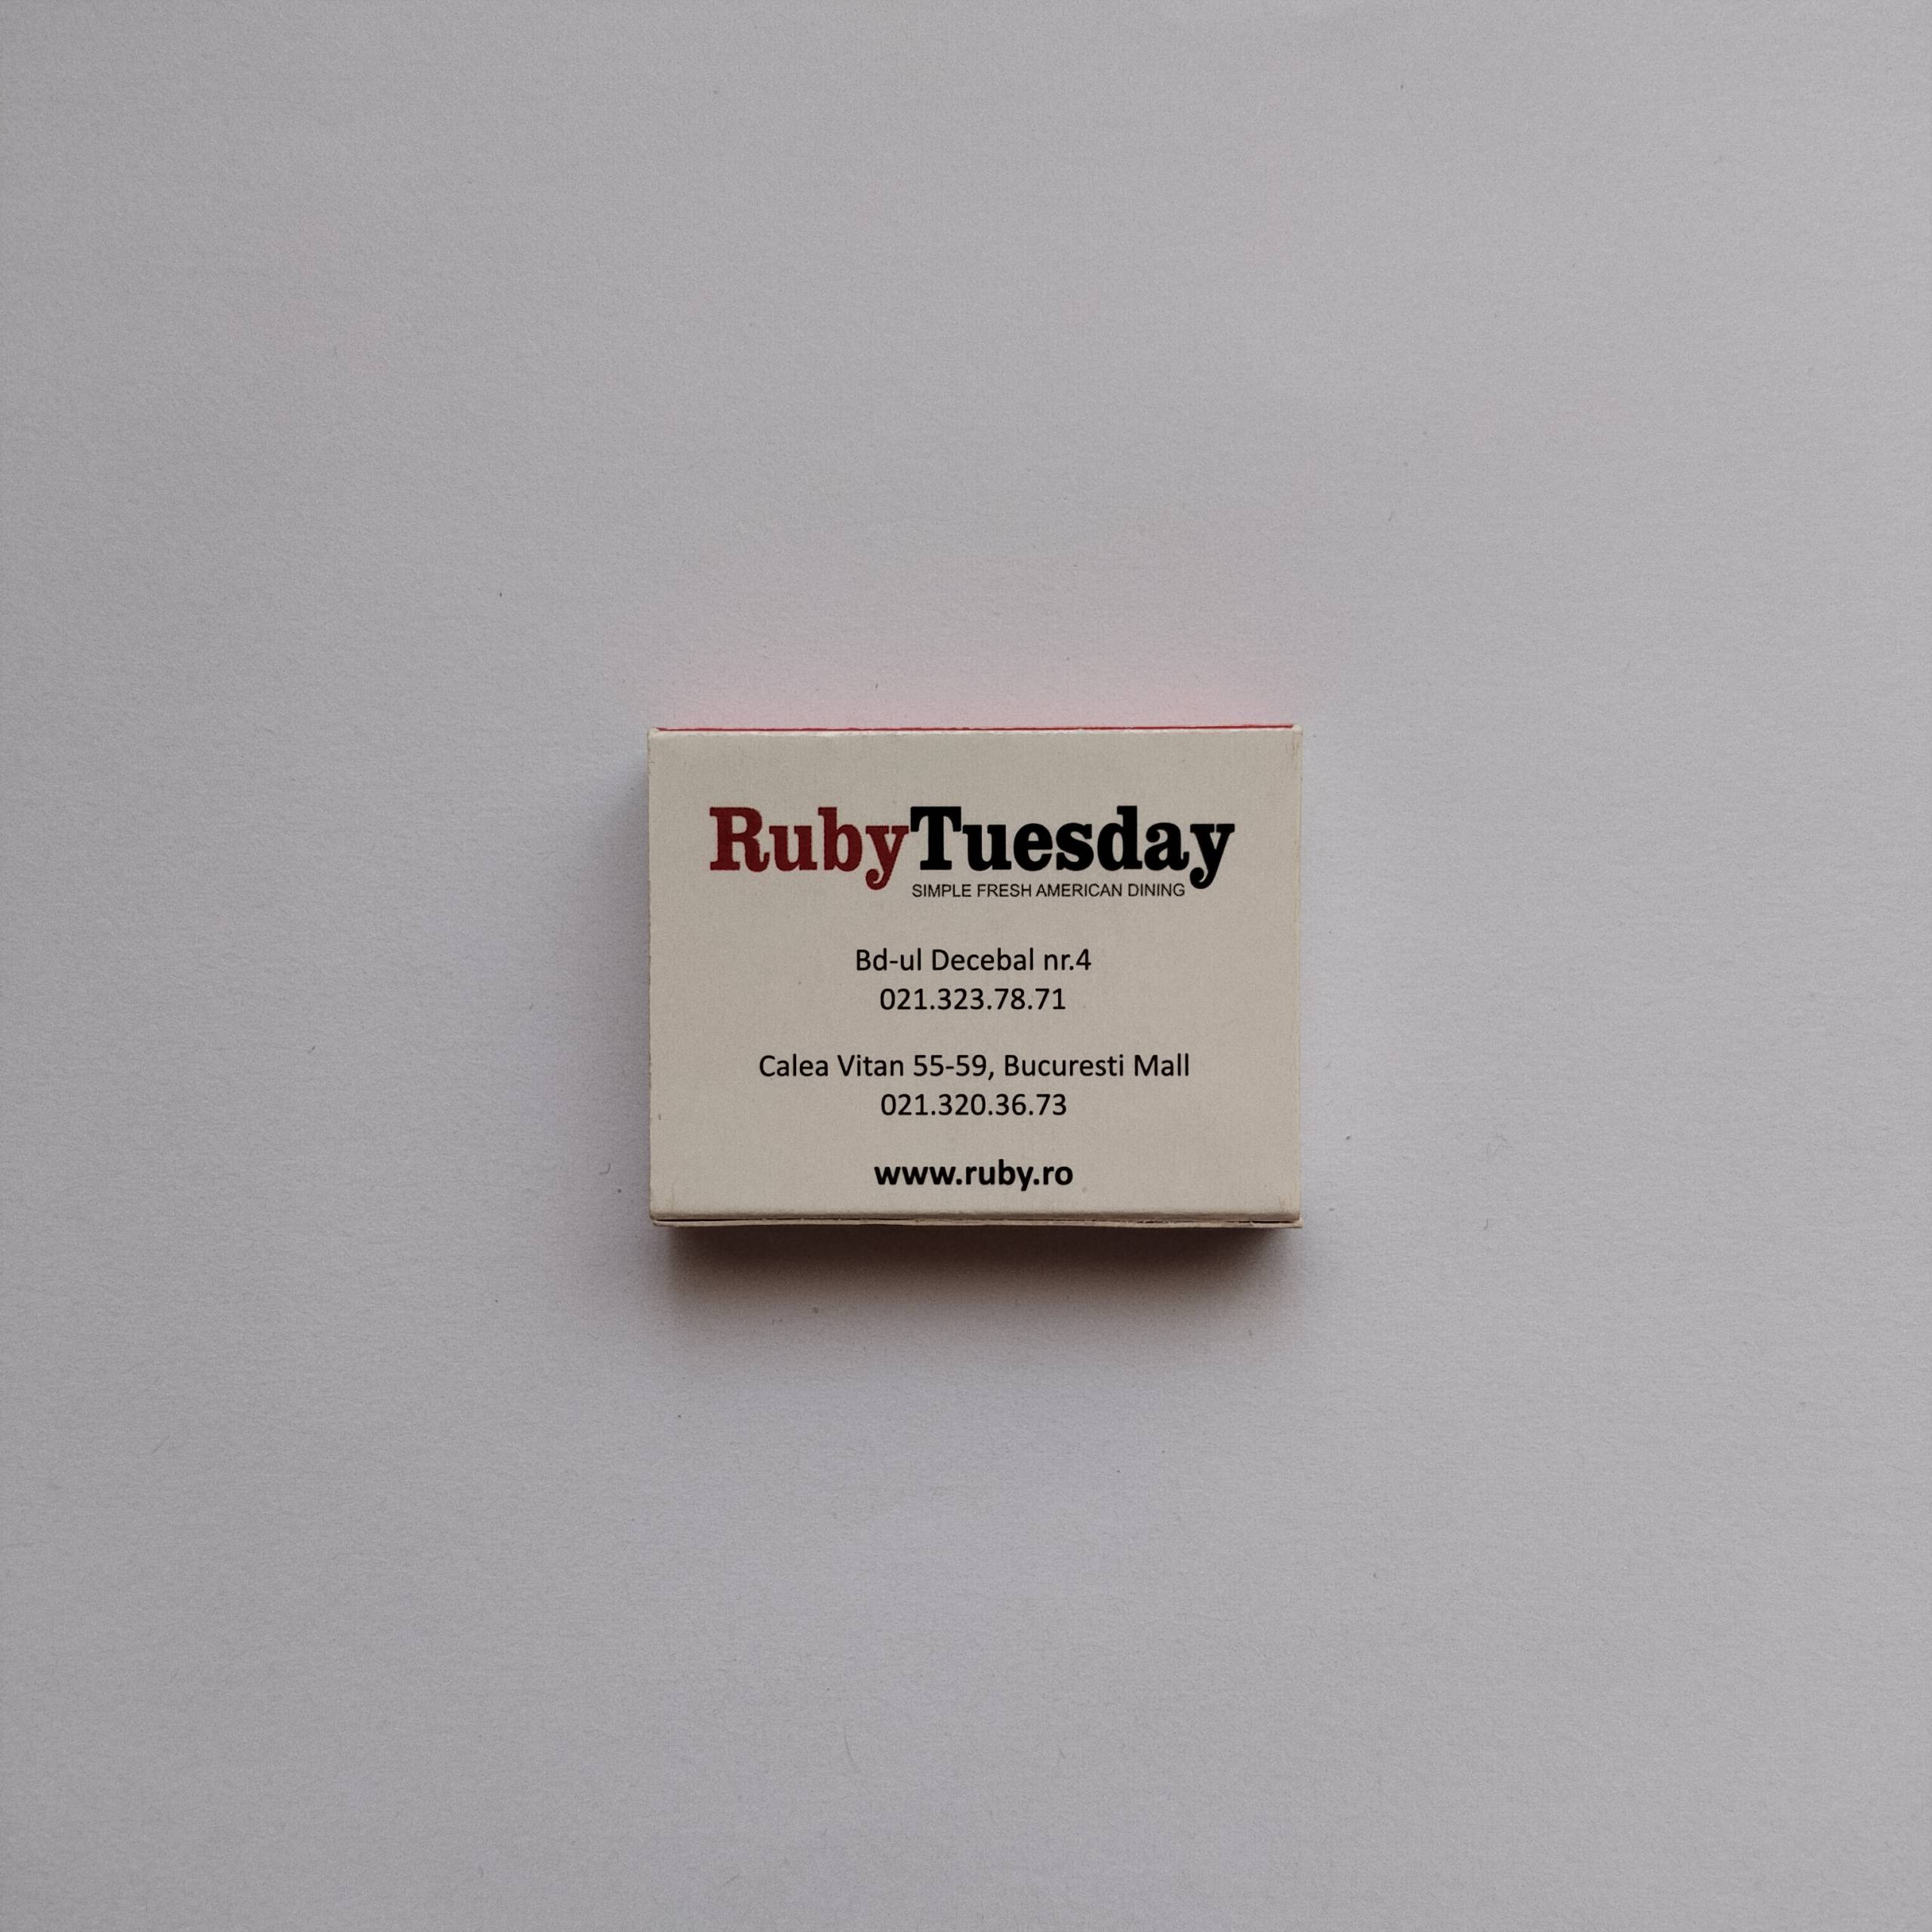 RubyTuesday
SIMPLE FRESH AMERICAN DINING
Bd-ul Decebal nr.4
021.323.78.71
Calea Vitan 55-59, Bucuresti Mall
021.320.36.73
www.ruby.ro